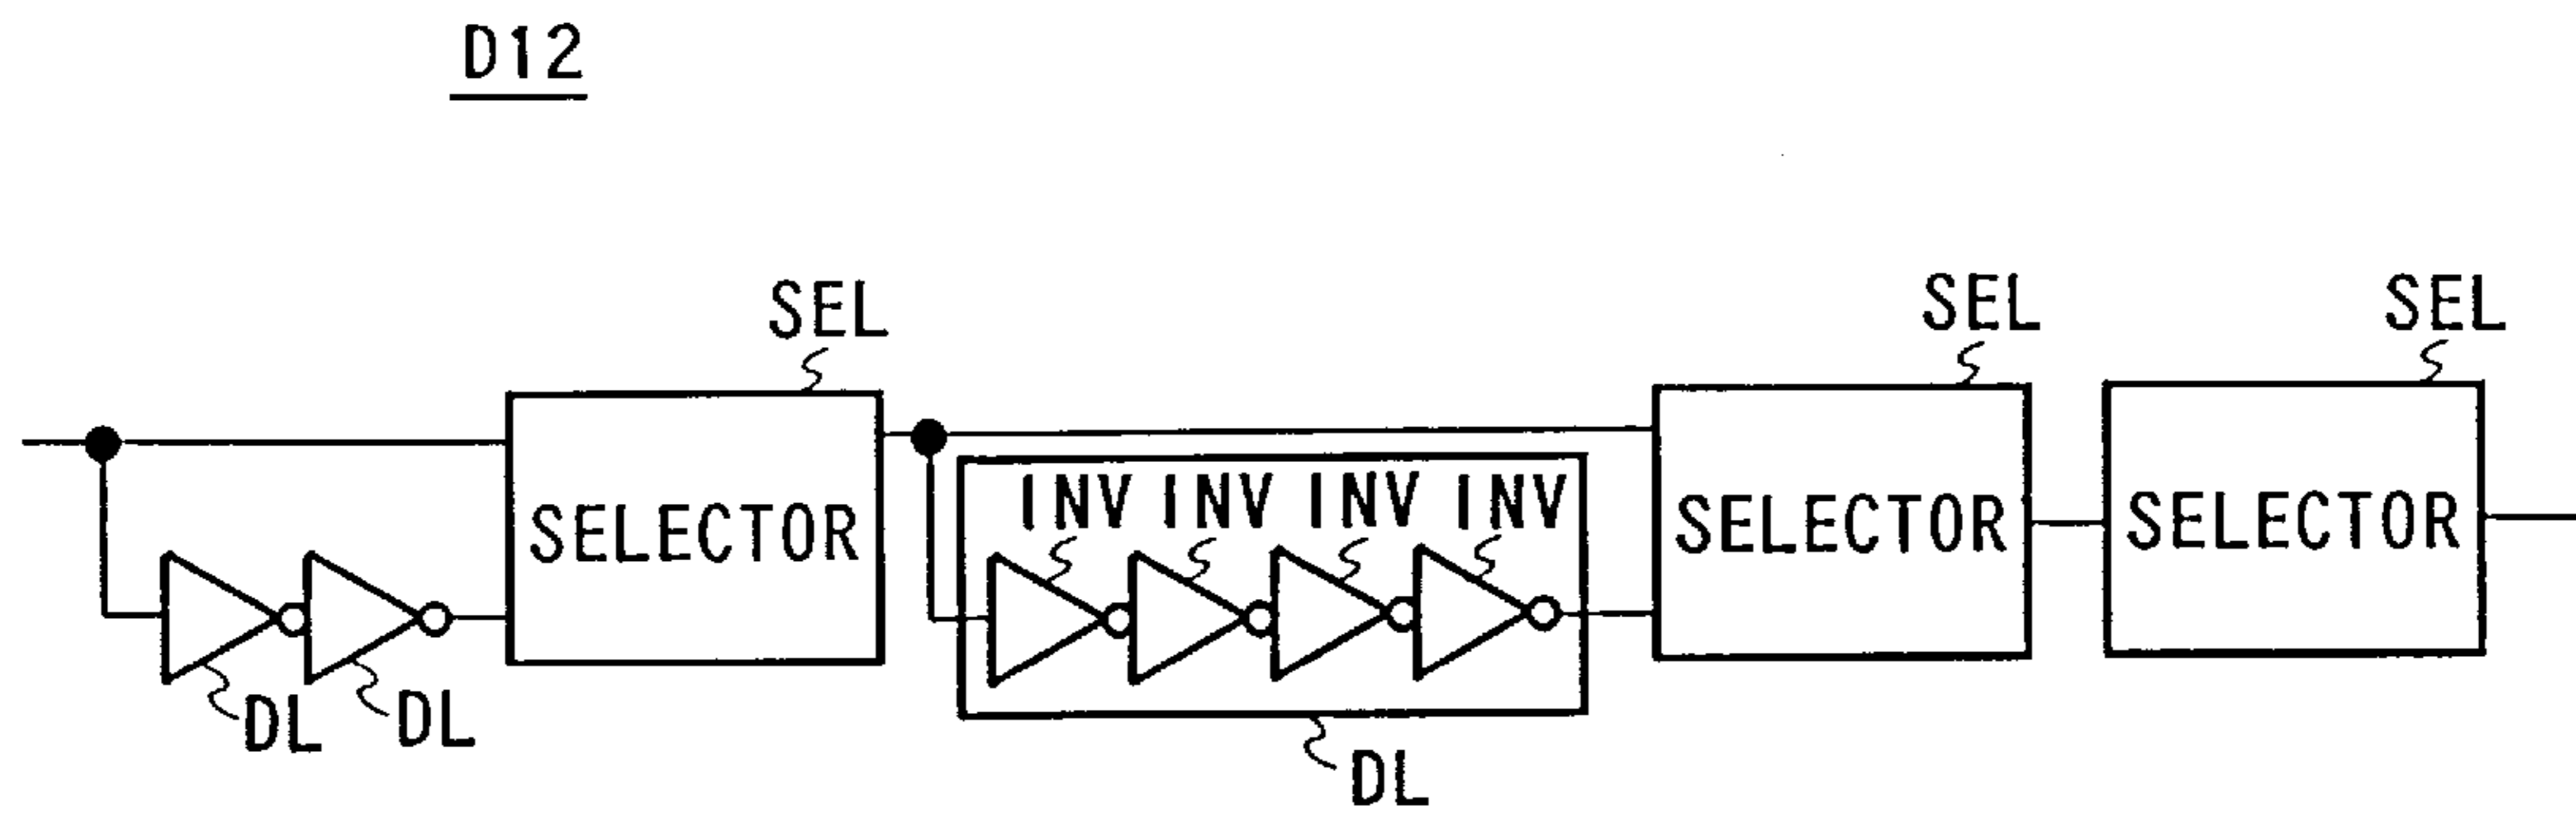 D12
SEL SEL SEL
SELECTOR INV INV INV INV SELECTOR SELECTOR
DL DL DL